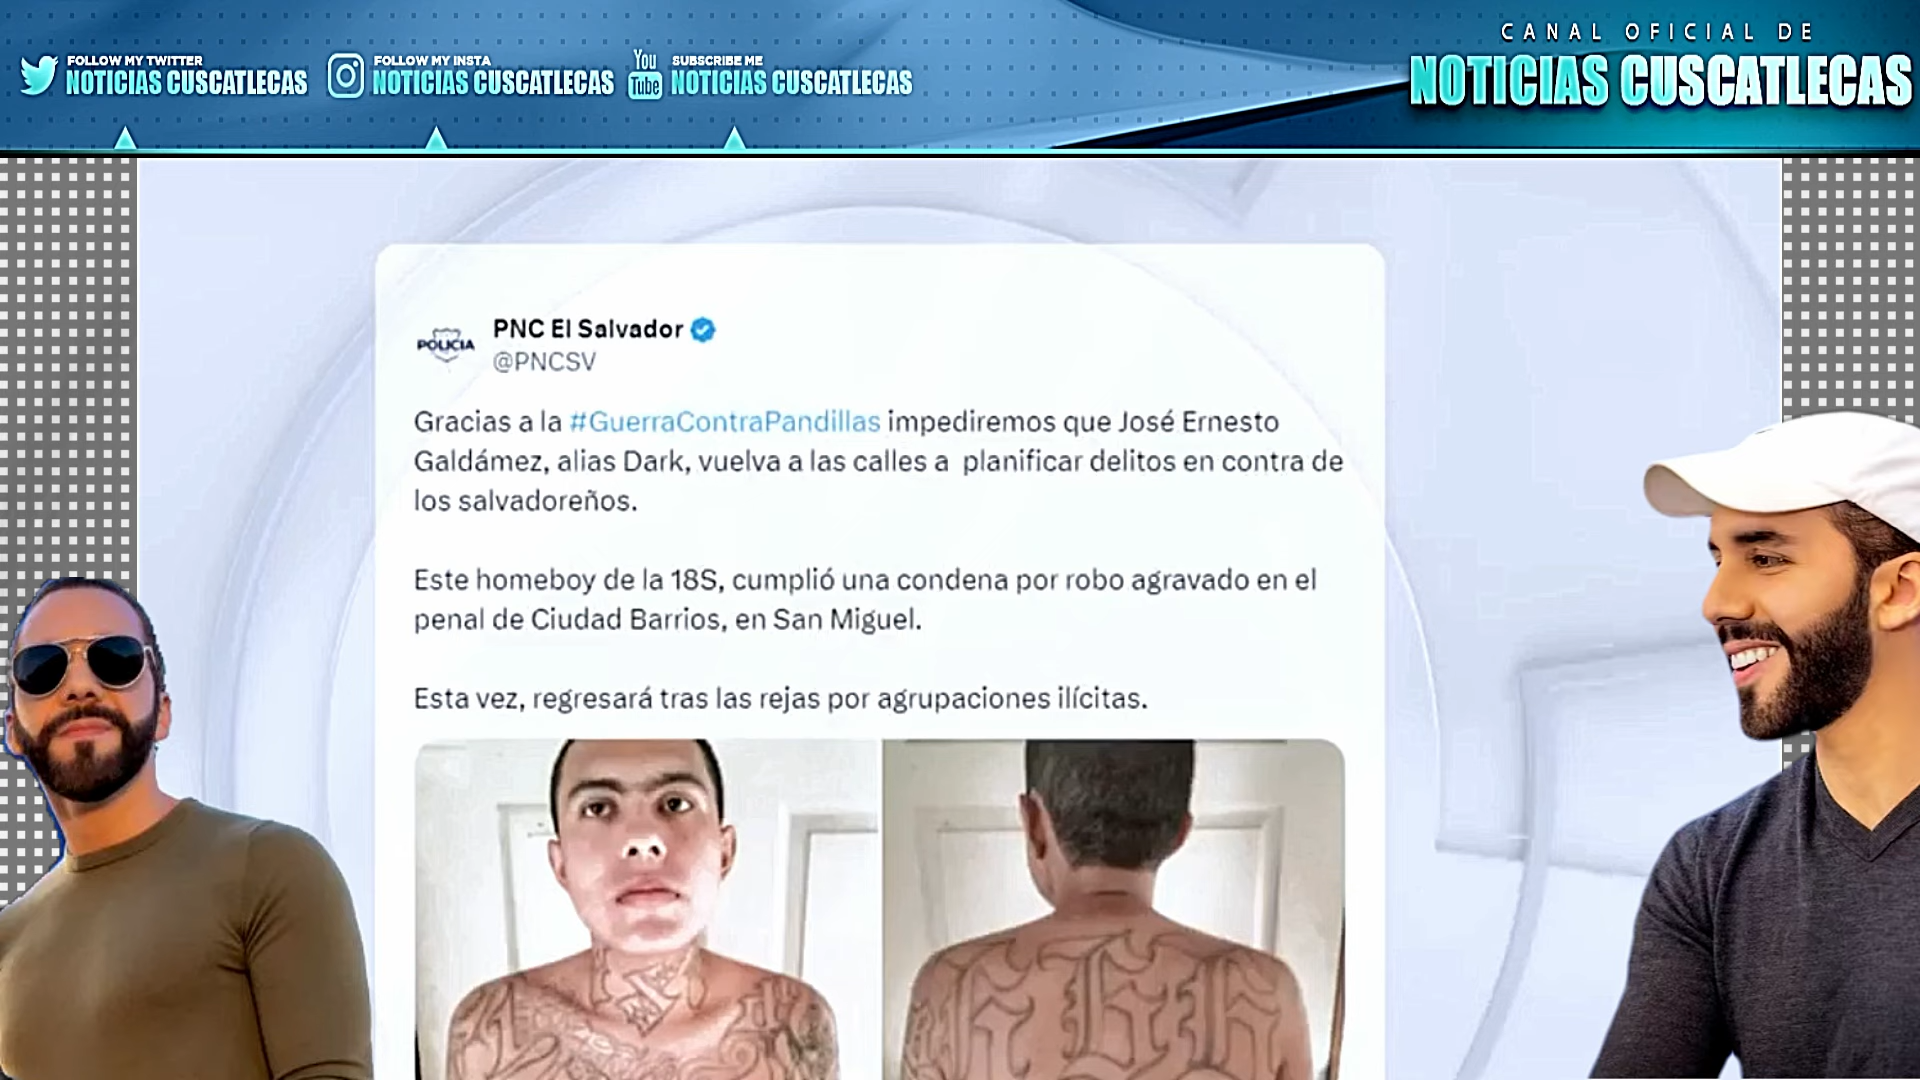 CANAL OFICIAL DE
NOTICIAS CUSCATLECAS
FOLLOW MY TWITTER
NOTICIAS CUSCATLECAS
FOLLOW MY INSTA
NOTICIAS CUSCATLECAS
You
Tube
SUBSCRIBE ME
NOTICIAS CUSCATLECAS
POLICIA
PNC El Salvador
@PNCSV
Gracias a la #GuerraContraPandillas impediremos que José Ernesto
Galdámez, alias Dark, vuelva a las calles a planificar delitos en contra de
los salvadoreños.
Este homeboy de la 18S, cumplió una condena por robo agravado en el
penal de Ciudad Barrios, en San Miguel.
Esta vez, regresará tras las rejas por agrupaciones ilícitas.